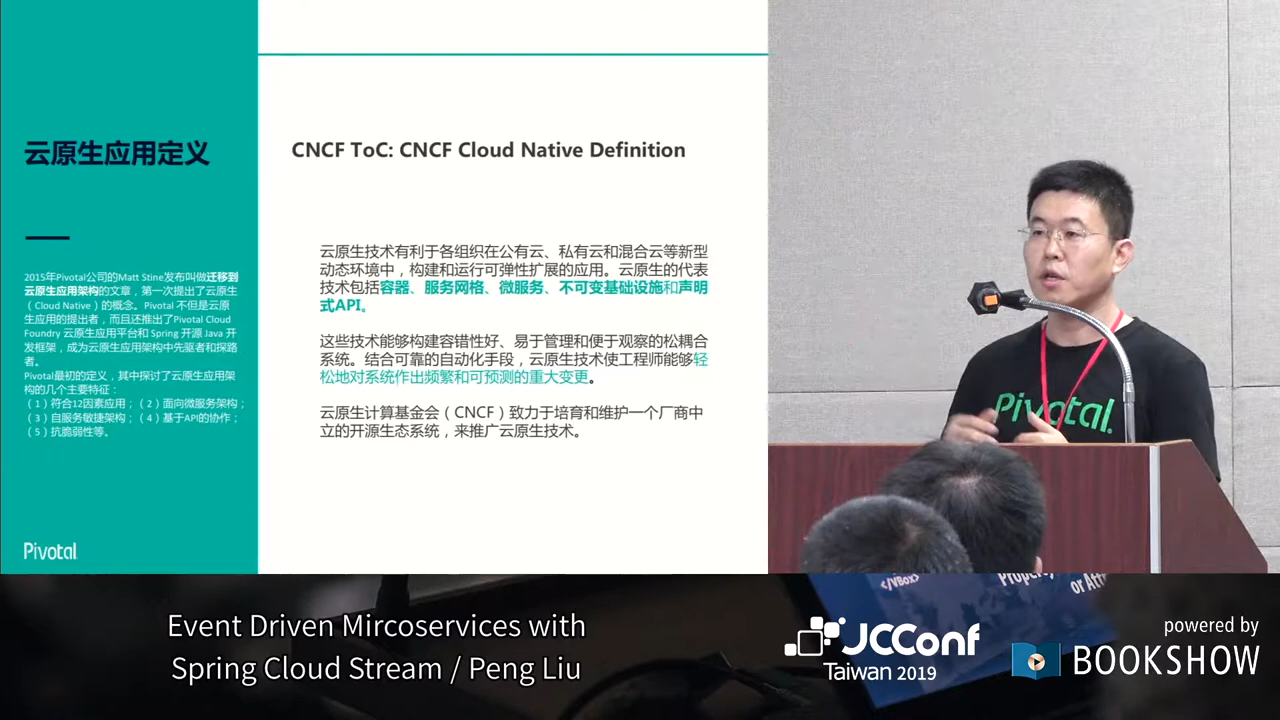 云原生应用定义
2015年Pivotal公司的Matt Stine发布叫做迁移到
云原生应用架构的文章，第一次提出了云原生
（Cloud Native）的概念。Pivotal 不但是云原
生应用的提出者，而且还推出了Pivotal Cloud
Foundry 云原生应用平台和 Spring 开源 Java 开
发框架，成为云原生应用架构中先驱者和探路
者。
Pivotal最初的定义，其中探讨了云原生应用架
构的几个主要特征：
（1）符合12因素应用；（2）面向微服务架构；
（3）自服务敏捷架构；（4）基于API的协作；
（5）抗脆弱性等。
Pivotal
CNCF ToC: CNCF Cloud Native Definition
云原生技术有利于各组织在公有云、私有云和混合云等新型
动态环境中，构建和运行可弹性扩展的应用。云原生的代表
技术包括容器、服务网格、微服务、不可变基础设施和声明
式API。
这些技术能够构建容错性好、易于管理和便于观察的松耦合
系统。结合可靠的自动化手段，云原生技术使工程师能够轻
松地对系统作出频繁和可预测的重大变更。
云原生计算基金会（CNCF）致力于培育和维护一个厂商中
立的开源生态系统，来推广云原生技术。
Pivotal.
</VBox>
or
Event Driven Mircoservices with
Spring Cloud Stream / Peng Liu
JCConf
Taiwan 2019
powered by
BOOKSHOW